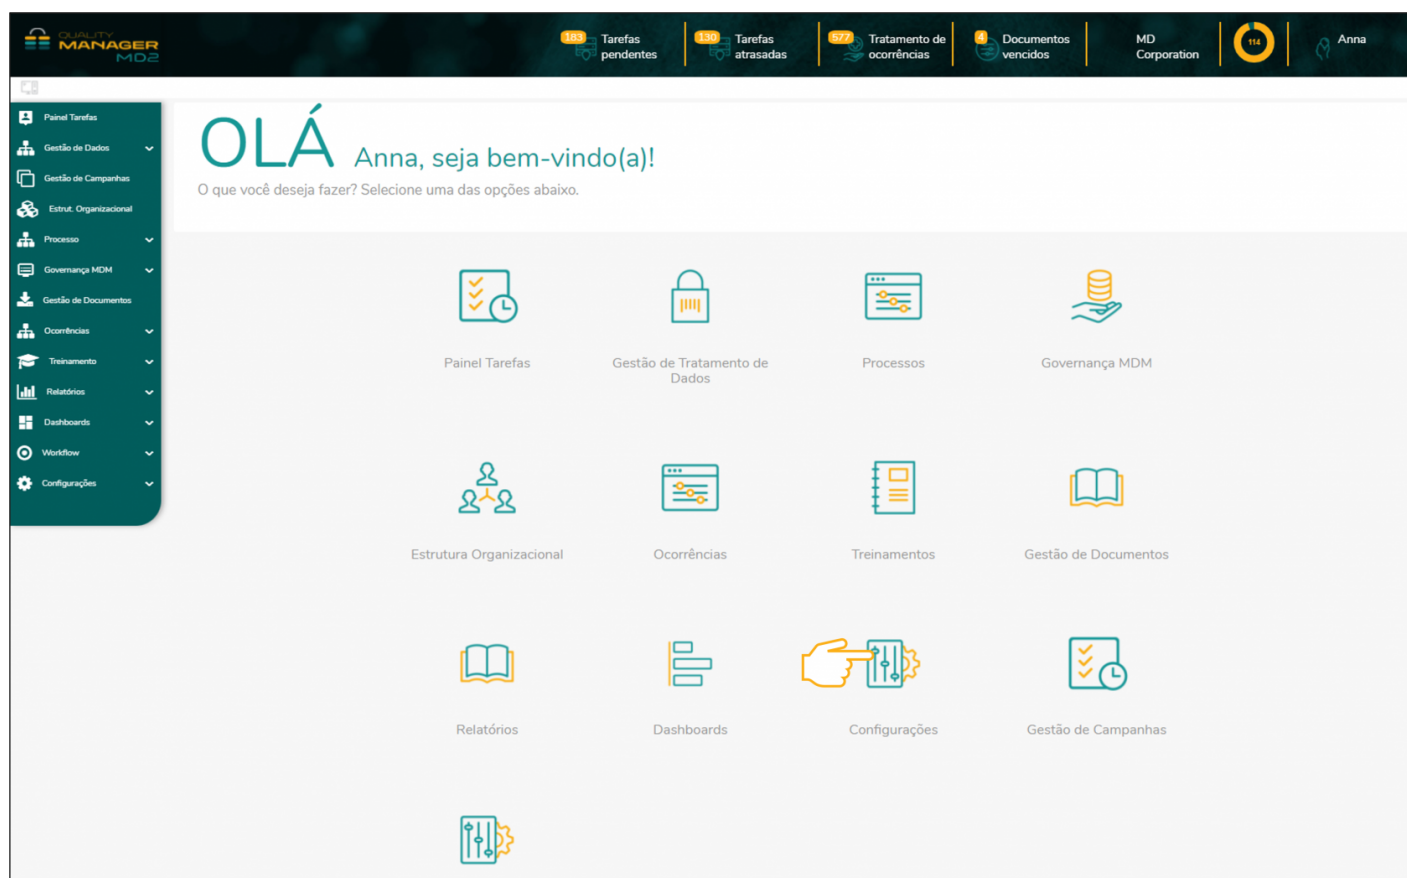 QUALITY
MANAGER
MD2
183
Tarefas
pendentes
130
Tarefas
atrasadas
577
Tratamento de
ocorrências
4
Documentos
vencidos
MD
Corporation
114
Anna
Painel Tarefas
Gestão de Dados
Gestão de Campanhas
Estrut. Organizacional
Processo
Governança MDM
Gestão de Documentos
Ocorrências
Treinamento
Relatórios
Dashboards
Workflow
Configurações
OLÁ Anna, seja bem-vindo(a)!
O que você deseja fazer? Selecione uma das opções abaixo.
Painel Tarefas
Gestão de Tratamento de
Dados
Processos
Governança MDM
Estrutura Organizacional
Ocorrências
Treinamentos
Gestão de Documentos
Relatórios
Dashboards
Configurações
Gestão de Campanhas